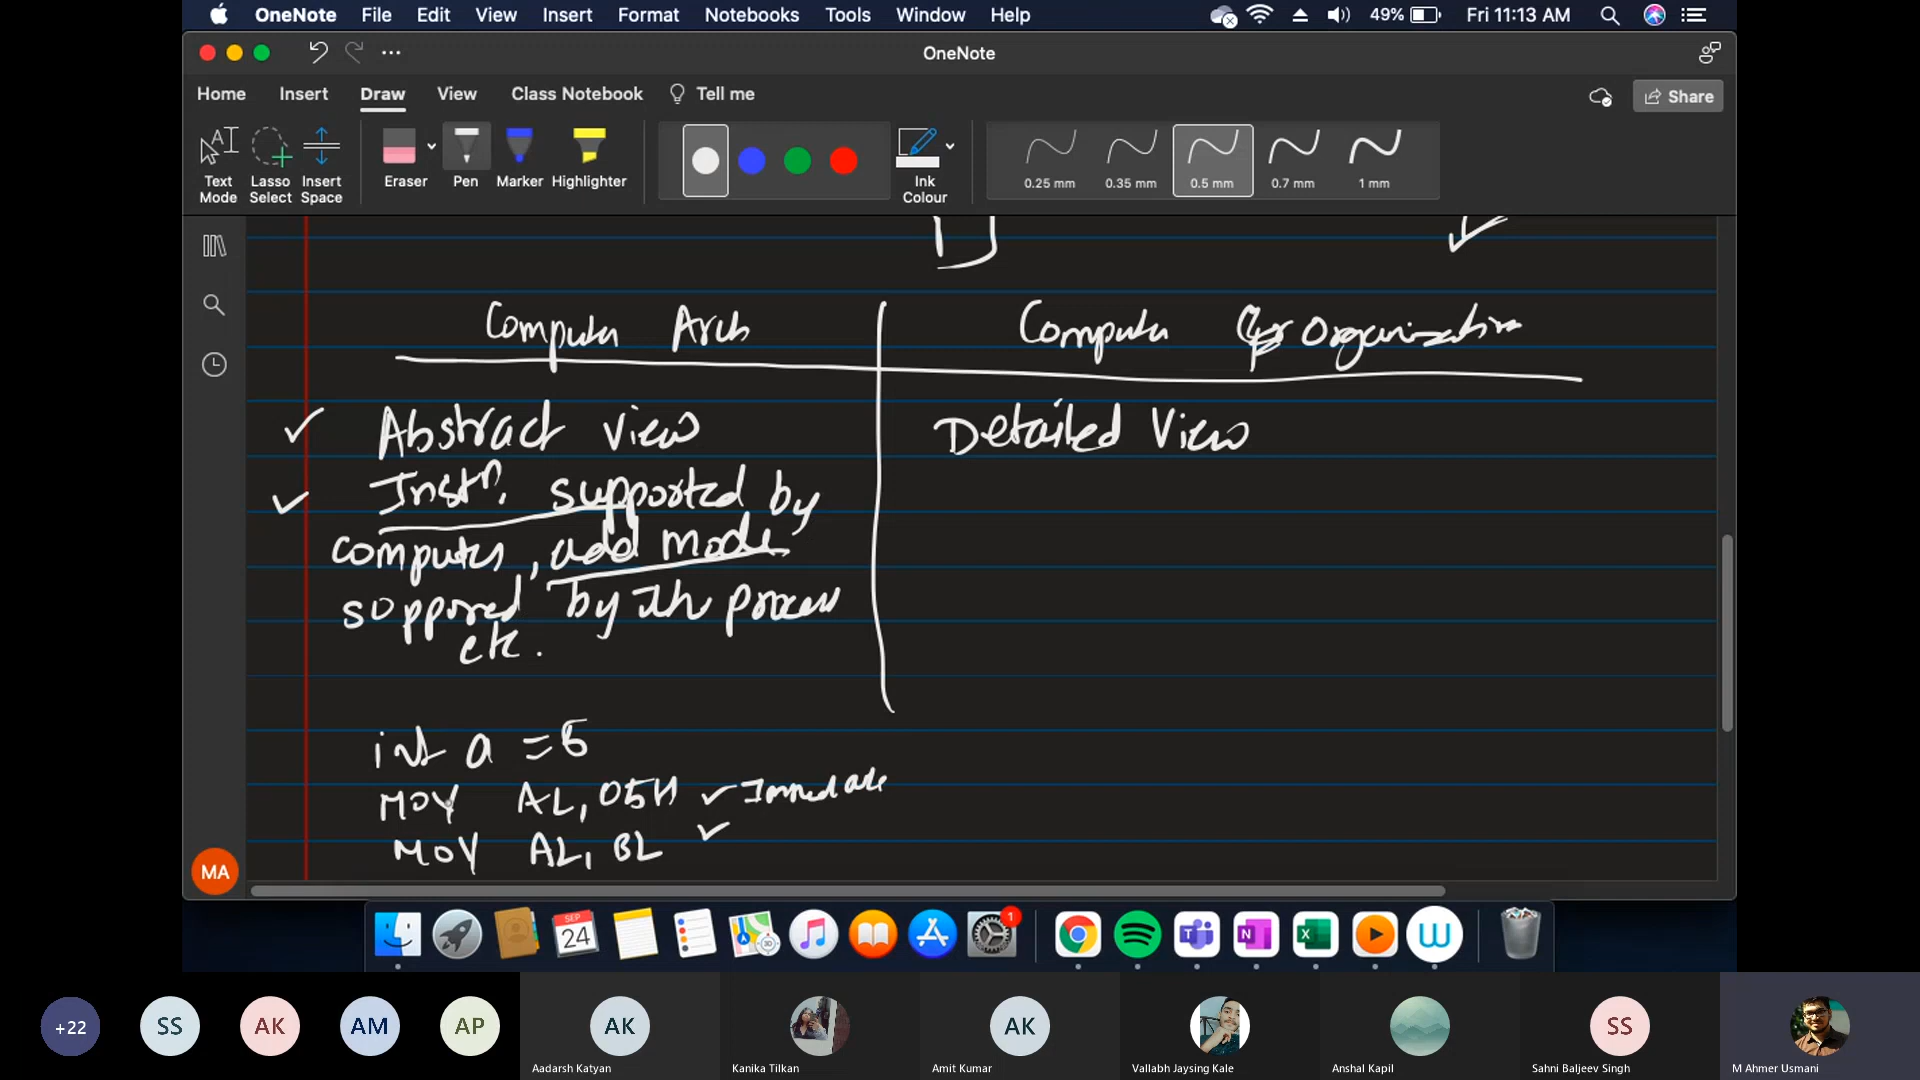 OneNote File Edit View Insert Format Notebooks Tools Window Help 49% Fri 11:13 AM
OneNote
Home Insert Draw View Class Notebook Tell me Share
Text Mode Lasso Select Insert Space Eraser Pen Marker Highlighter Ink Colour 0.25 mm 0.35 mm 0.5 mm 0.7 mm 1 mm
Computer Arch Computer Organization
Abstract View Detailed View
Instn. supported by
computer, add mode
supported by the process
etc.
int a = 5
MOV AL, 05H Immediate
MOV AL, BL
MA
SEP
24
1
+22 SS AK AM AP AK AK SS
Aadarsh Katyan Kanika Tilkan Amit Kumar Vallabh Jaysing Kale Anshal Kapil Sahni Baljeev Singh M Ahmer Usmani